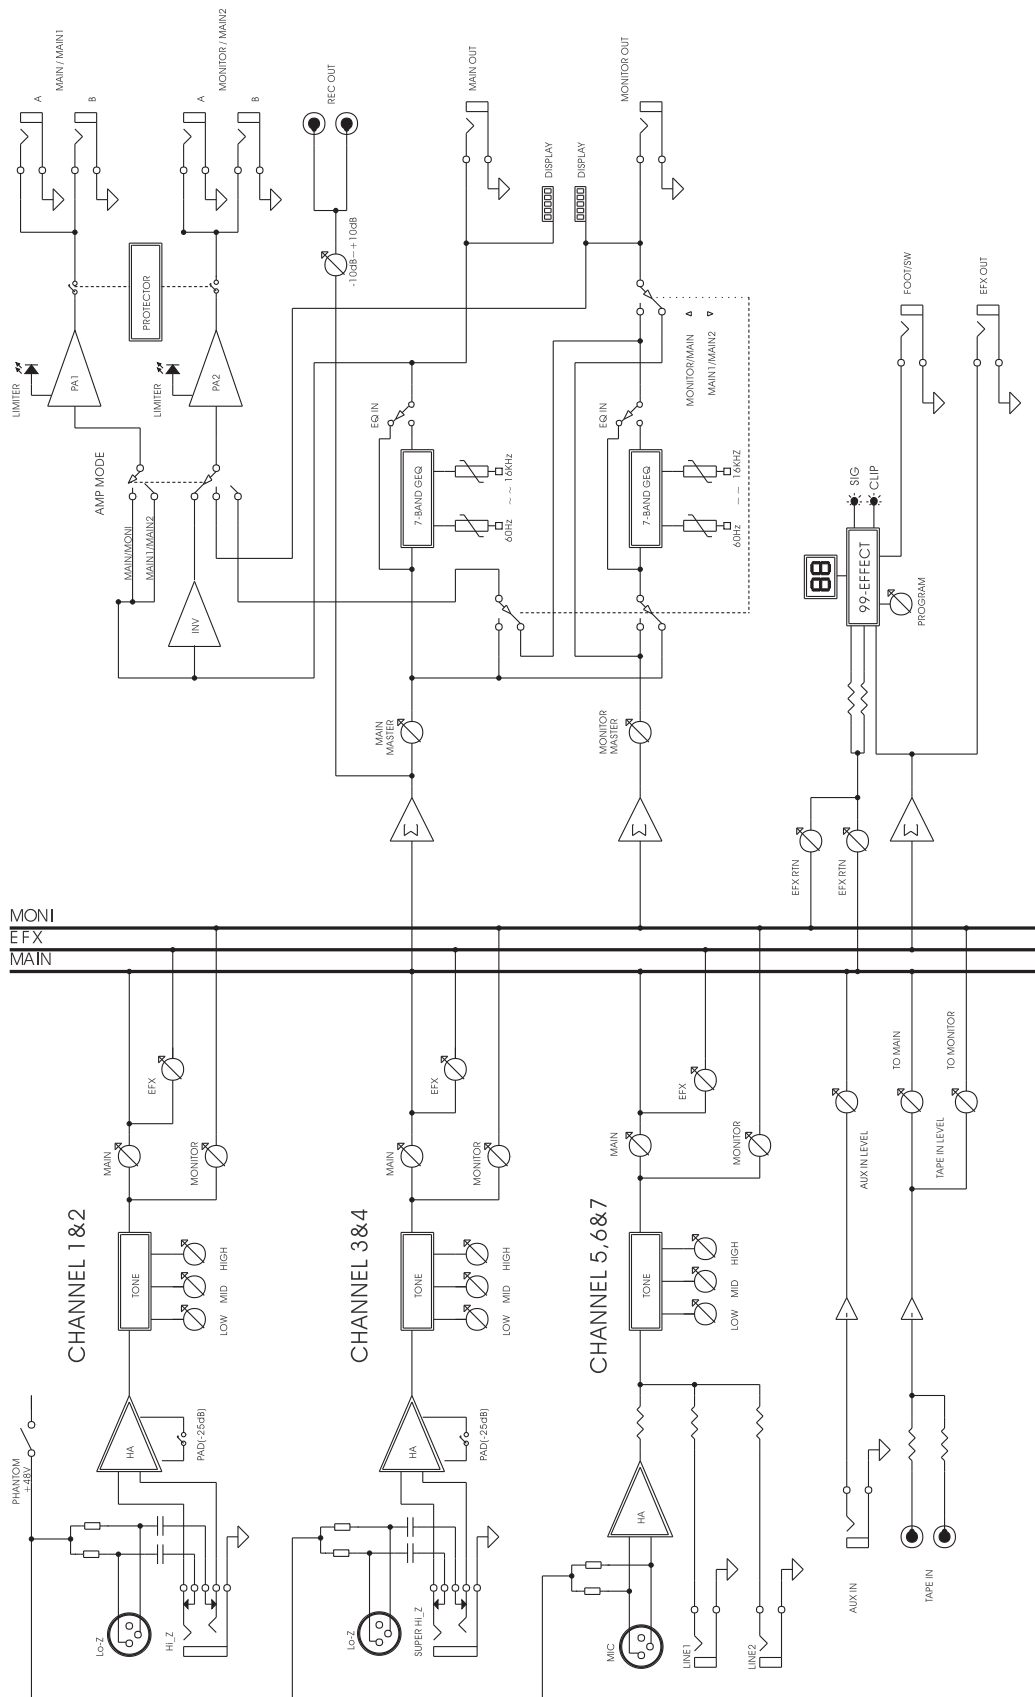 MAIN / MAIN1
A
B
MONITOR / MAIN2
A
B
REC OUT
MAIN OUT
MONITOR OUT
DISPLAY
DISPLAY
-10dB—+10dB
PROTECTOR
LIMITER
PA1
LIMITER
PA2
AMP MODE
MAIN/MONI
MAIN1/MAIN2
INV
EQ IN
7-BAND GEQ
60Hz ~ ~ 16KHz
EQ IN
7-BAND GEQ
60Hz — — 16KHz
MONITOR/MAIN
MAIN1/MAIN2
FOOT/SW
EFX OUT
SIG
CLIP
88
99-EFFECT
PROGRAM
MAIN
MASTER
MONITOR
MASTER
Σ
Σ
Σ
EFX RTN
EFX RTN
MONI
EFX
MAIN
EFX
MAIN
MONITOR
EFX
MAIN
MONITOR
EFX
MAIN
MONITOR
AUX IN LEVEL
TO MAIN
TAPE IN LEVEL
TO MONITOR
CHANNEL 1&2
TONE
LOW
MID
HIGH
CHANNEL 3&4
TONE
LOW
MID
HIGH
CHANNEL 5,6&7
TONE
LOW
MID
HIGH
PHANTOM
+48V
HA
PAD(-25dB)
HA
PAD(-25dB)
HA
Lo-Z
Hi_Z
Lo-Z
SUPER Hi_Z
MIC
LINE1
LINE2
AUX IN
TAPE IN